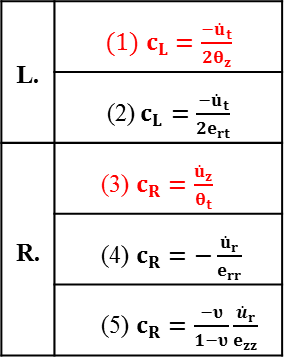 L.
(1) c_L = −u̇_t / 2θ_z
(2) c_L = −u̇_t / 2e_rt
R.
(3) c_R = u̇_z / θ_t
(4) c_R = − u̇_r / e_rr
(5) c_R = −υ / 1−υ u̇_r / e_zz